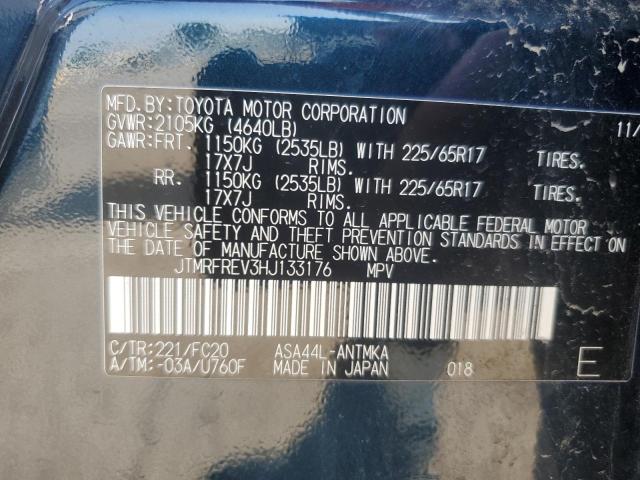 MFD.BY:TOYOTA MOTOR CORPORATION 11/
GVWR:2105KG (4640LB)
GAWR:FRT. 1150KG (2535LB) WITH 225/65R17 TIRES.
17X7J RIMS.
RR. 1150KG (2535LB) WITH 225/65R17 TIRES.
17X7J RIMS.
THIS VEHICLE CONFORMS TO ALL APPLICABLE FEDERAL MOTOR
VEHICLE SAFETY AND THEFT PREVENTION STANDARDS IN EFFECT ON
THE DATE OF MANUFACTURE SHOWN ABOVE.
JTMRFREV3HJ133176 MPV
C/TR:221/FC20 ASA44L-ANTMKA
A/TM:-03A/U760F MADE IN JAPAN 018 E